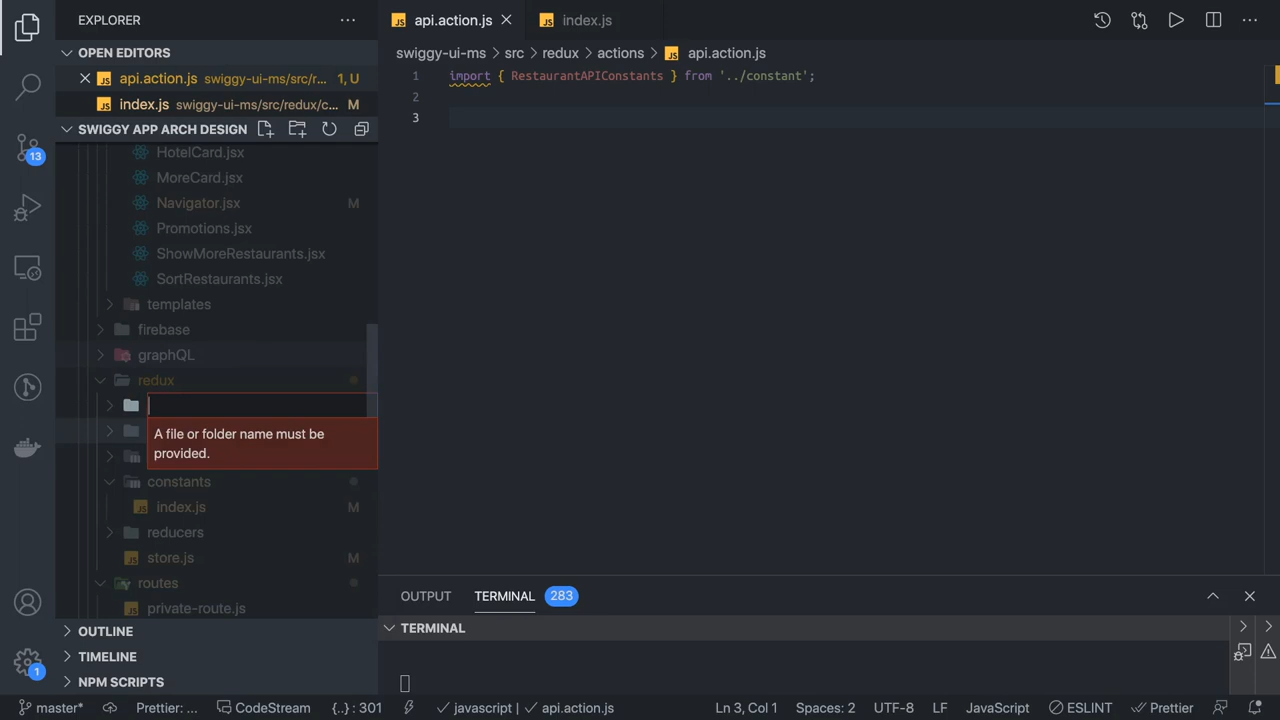 EXPLORER
OPEN EDITORS
api.action.js swiggy-ui-ms/src/r... 1, U
index.js swiggy-ui-ms/src/redux/c... M
SWIGGY APP ARCH DESIGN
HotelCard.jsx
MoreCard.jsx
Navigator.jsx M
Promotions.jsx
ShowMoreRestaurants.jsx
SortRestaurants.jsx
templates
firebase
graphQL
redux
A file or folder name must be
provided.
constants
index.js M
reducers
store.js M
routes
private-route.js
OUTLINE
TIMELINE
NPM SCRIPTS
13
1
api.action.js
index.js
swiggy-ui-ms > src > redux > actions > api.action.js
1 import { RestaurantAPIConstants } from '../constant';
2
3
OUTPUT TERMINAL 283
TERMINAL
master* Prettier: ... CodeStream {..} : 301 javascript | api.action.js Ln 3, Col 1 Spaces: 2 UTF-8 LF JavaScript ESLINT Prettier